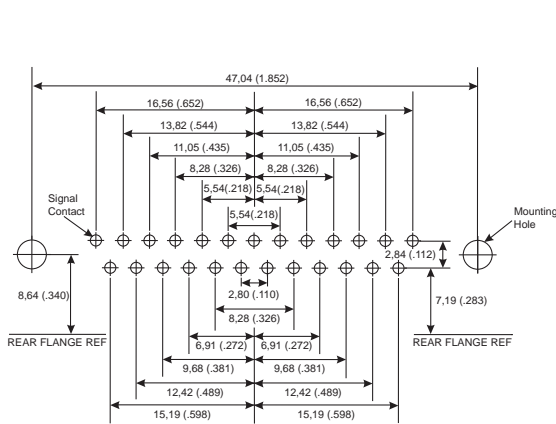 47,04 (1.852)
16,56 (.652) 16,56 (.652)
13,82 (.544) 13,82 (.544)
11,05 (.435) 11,05 (.435)
8,28 (.326) 8,28 (.326)
5,54(.218) 5,54(.218)
5,54(.218)
Signal
Contact
Mounting
Hole
2,84 (.112)
2,80 (.110)
8,64 (.340)
7,19 (.283)
8,28 (.326)
REAR FLANGE REF
REAR FLANGE REF
6,91 (.272) 6,91 (.272)
9,68 (.381) 9,68 (.381)
12,42 (.489) 12,42 (.489)
15,19 (.598) 15,19 (.598)